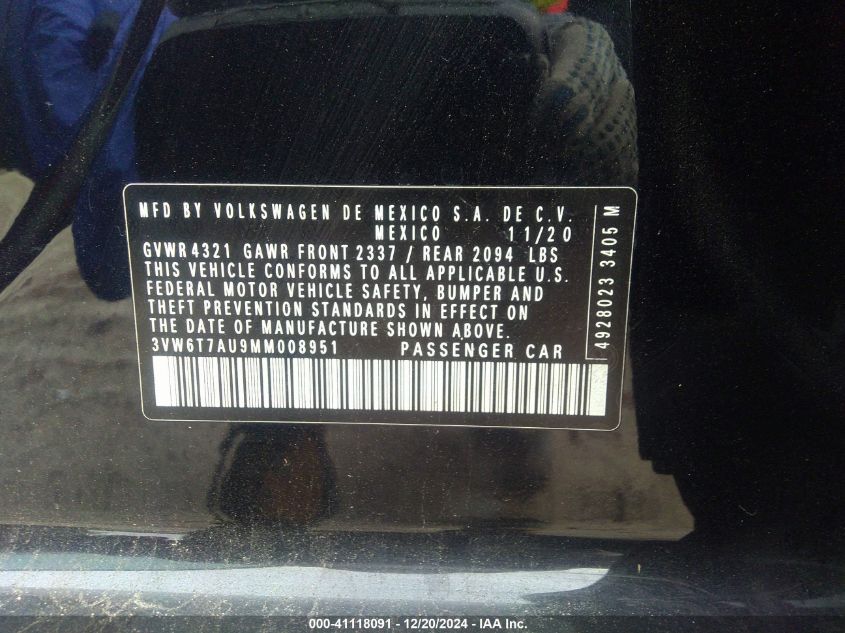 MFD BY VOLKSWAGEN DE MEXICO S.A. DE C.V.
MEXICO 11/20
GVWR 4321 GAWR FRONT 2337 / REAR 2094 LBS
THIS VEHICLE CONFORMS TO ALL APPLICABLE U.S.
FEDERAL MOTOR VEHICLE SAFETY, BUMPER AND
THEFT PREVENTION STANDARDS IN EFFECT ON
THE DATE OF MANUFACTURE SHOWN ABOVE.
3VW6T7AU9MM008951 PASSENGER CAR
4928023 3405 M
000-41118091 - 12/20/2024 - IAA Inc.